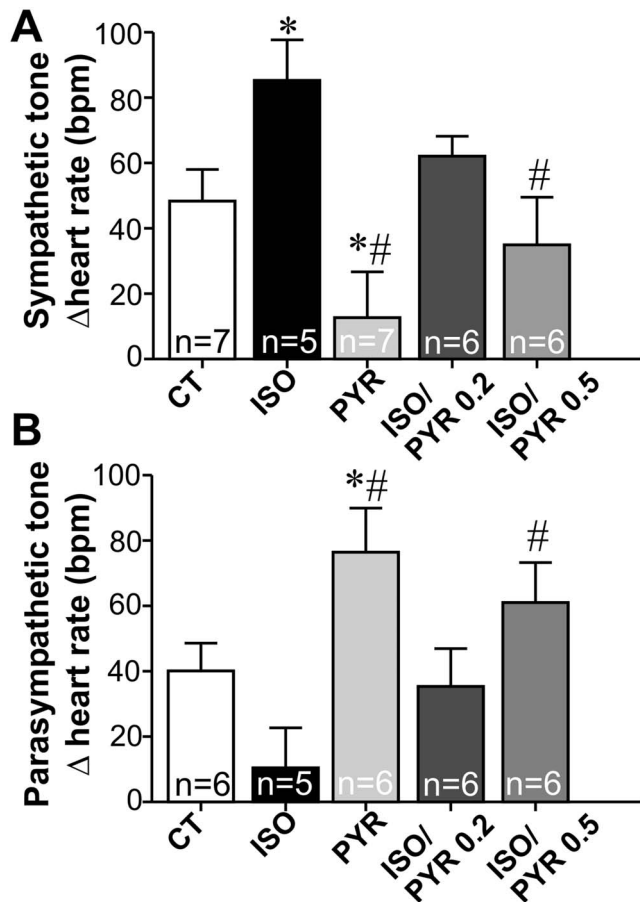 A
Sympathetic tone
Δheart rate (bpm)
100
80
60
40
20
0
*
*#
#
n=7
n=5
n=7
n=6
n=6
CT
ISO
PYR
ISO/
PYR 0.2
ISO/
PYR 0.5
B
Parasympathetic tone
Δ heart rate (bpm)
100
80
60
40
20
0
*#
#
n=6
n=5
n=6
n=6
n=6
CT
ISO
PYR
ISO/
PYR 0.2
ISO/
PYR 0.5